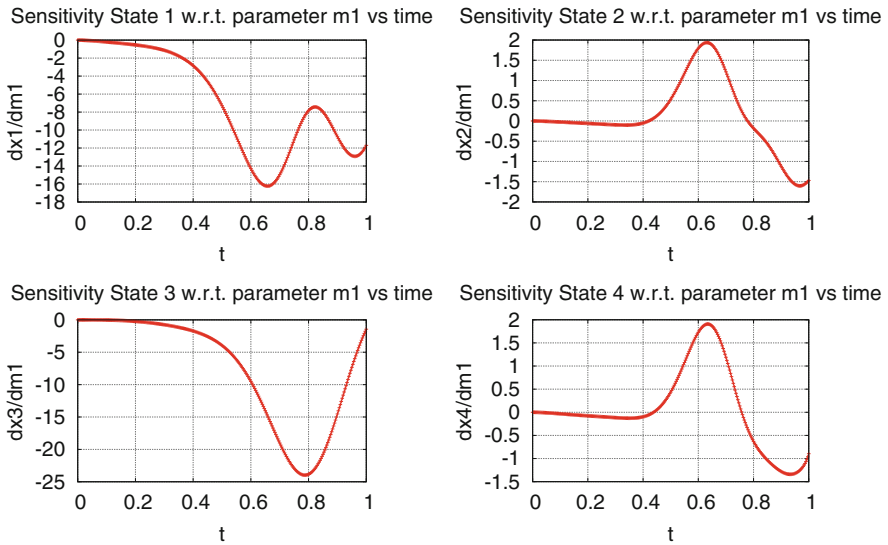 Sensitivity State 1 w.r.t. parameter m1 vs time
0
-2
-4
-6
-8
-10
-12
-14
-16
-18
dx1/dm1
0 0.2 0.4 0.6 0.8 1
t
Sensitivity State 2 w.r.t. parameter m1 vs time
2
1.5
1
0.5
0
-0.5
-1
-1.5
-2
dx2/dm1
0 0.2 0.4 0.6 0.8 1
t
Sensitivity State 3 w.r.t. parameter m1 vs time
0
-5
-10
-15
-20
-25
dx3/dm1
0 0.2 0.4 0.6 0.8 1
t
Sensitivity State 4 w.r.t. parameter m1 vs time
2
1.5
1
0.5
0
-0.5
-1
-1.5
dx4/dm1
0 0.2 0.4 0.6 0.8 1
t